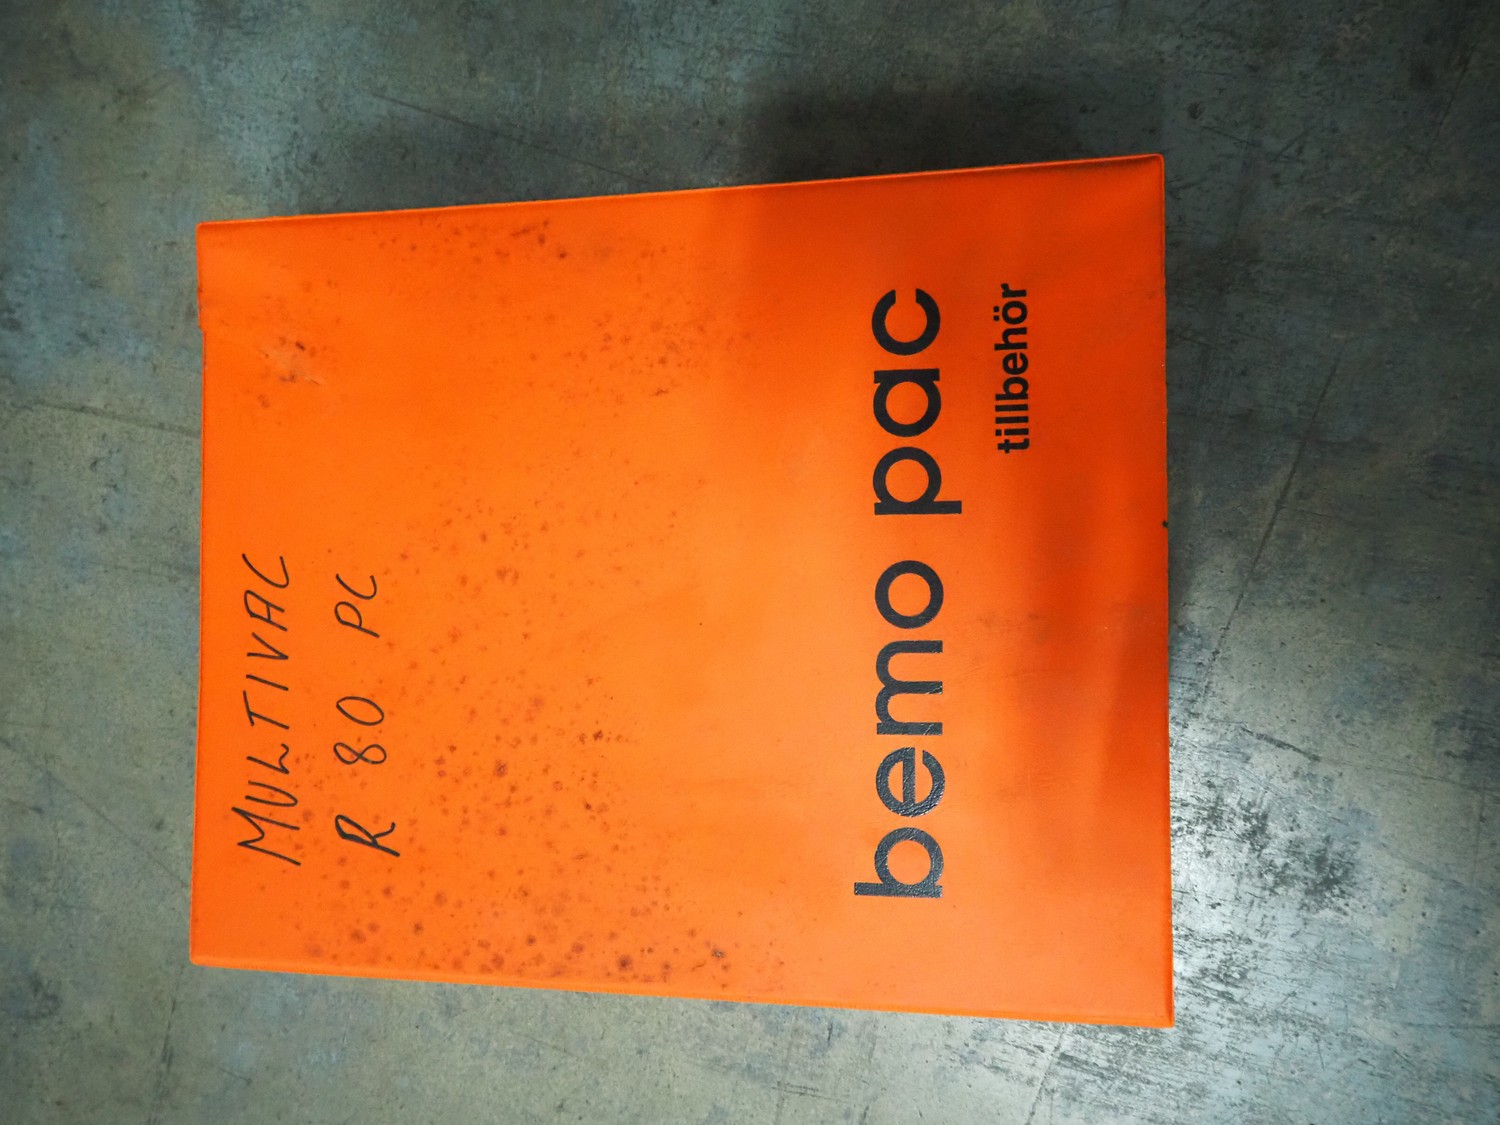 MULTIVAC
R 80 PC
bemo pac
tillbehör